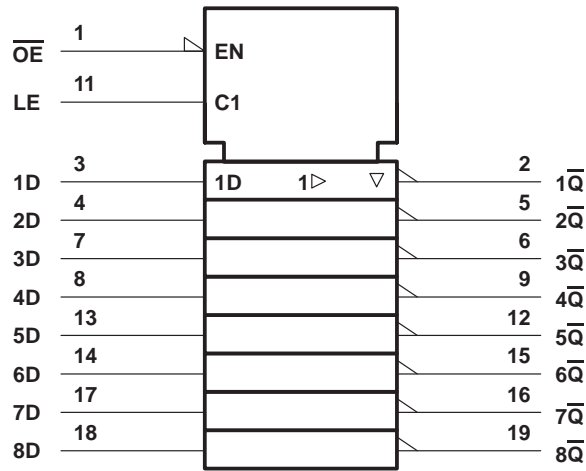 1
O̅E̅ EN
11
LE C1
3 2
1D 1D 1▷ ▽ 1Q̅
4 5
2D 2Q̅
7 6
3D 3Q̅
8 9
4D 4Q̅
13 12
5D 5Q̅
14 15
6D 6Q̅
17 16
7D 7Q̅
18 19
8D 8Q̅